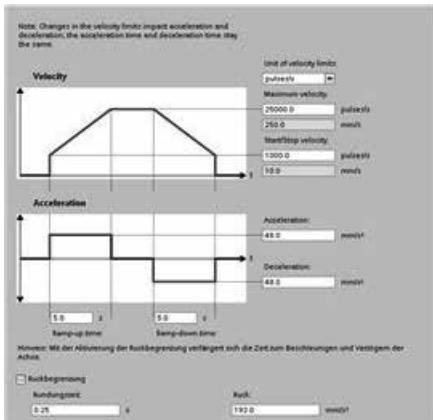 Note: Changes in the velocity limits impact acceleration and
deceleration; the acceleration time and deceleration time stay
the same.
Velocity
Unit of velocity limits:
pulses/s
Maximum velocity:
25000.0 pulses/s
250.0 mm/s
Start/Stop velocity:
1000.0 pulses/s
10.0 mm/s
t
Acceleration
Acceleration:
48.0 mm/s²
t
Deceleration:
48.0 mm/s²
5.0 s 5.0 s
Ramp-up time: Ramp-down time:
Hinweis: Mit der Aktivierung der Ruckbegrenzung verlängert sich die Zeit zum Beschleunigen und Verzögern der
Achse.
Ruckbegrenzung
Rundungszeit: Ruck:
0.25 s 192.0 mm/s³